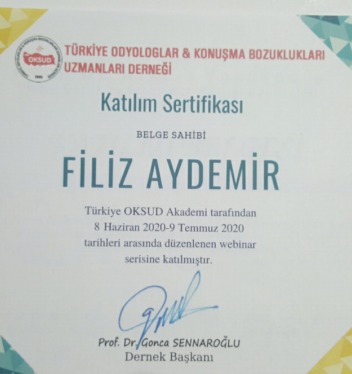 OKSUD
TÜRKİYE ODYOLOGLAR & KONUŞMA BOZUKLUKLARI
UZMANLARI DERNEĞİ
Katılım Sertifikası
BELGE SAHİBİ
FİLİZ AYDEMİR
Türkiye OKSUD Akademi tarafından
8 Haziran 2020-9 Temmuz 2020
tarihleri arasında düzenlenen webinar
serisine katılmıştır.
Prof. Dr. Gonca SENNAROĞLU
Dernek Başkanı